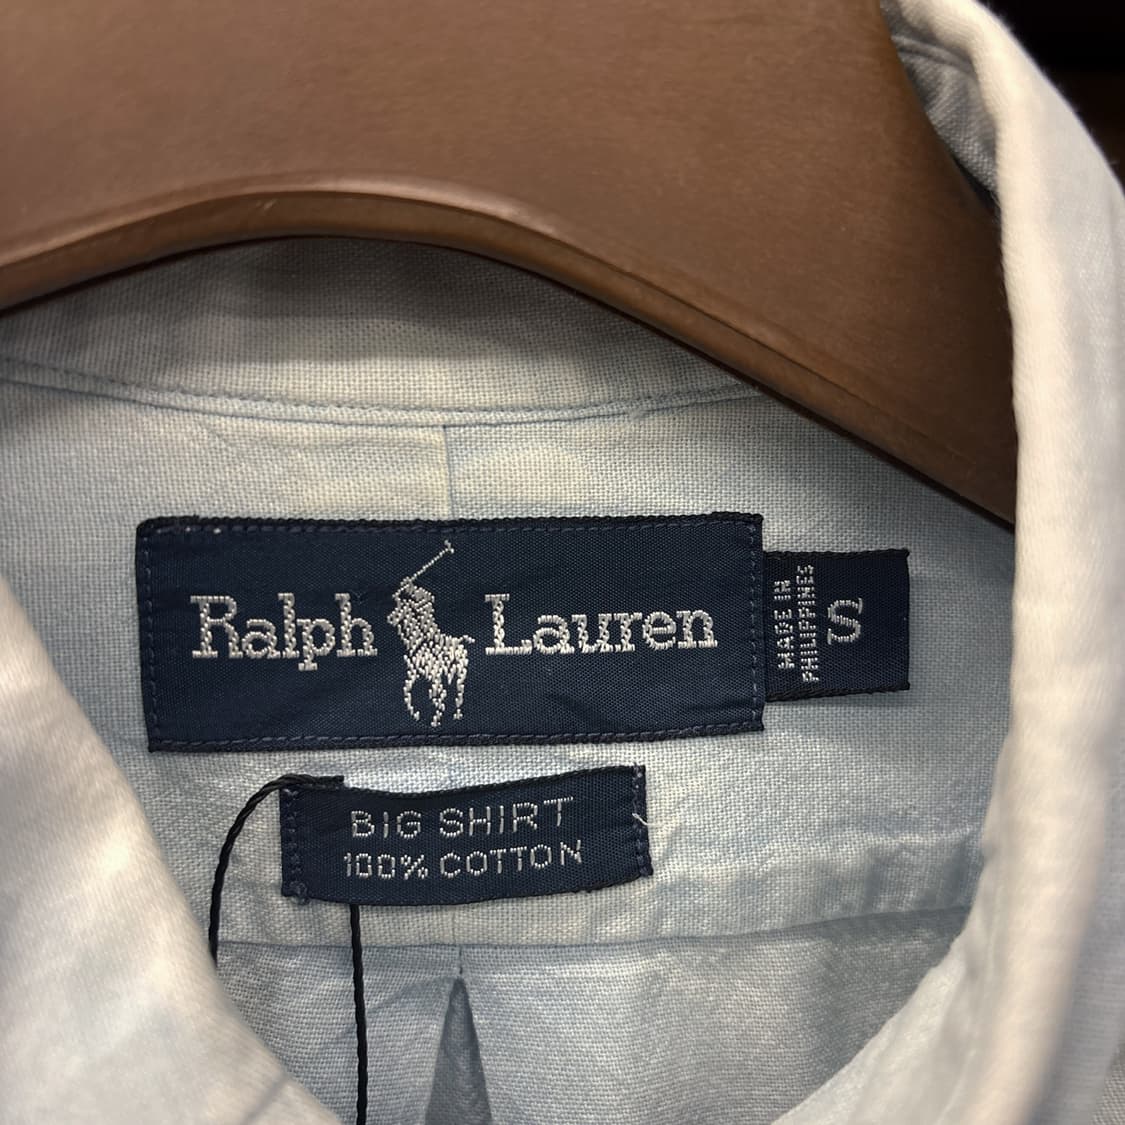 Ralph Lauren
MADE IN
PHILIPPINES
S
BIG SHIRT
100% COTTON